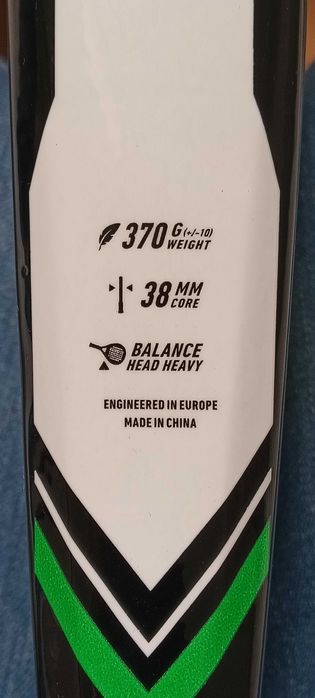 370 G (+/-10)
WEIGHT
38 MM
CORE
BALANCE
HEAD HEAVY
ENGINEERED IN EUROPE
MADE IN CHINA